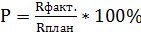 P = Rфакт. / Rплан * 100%